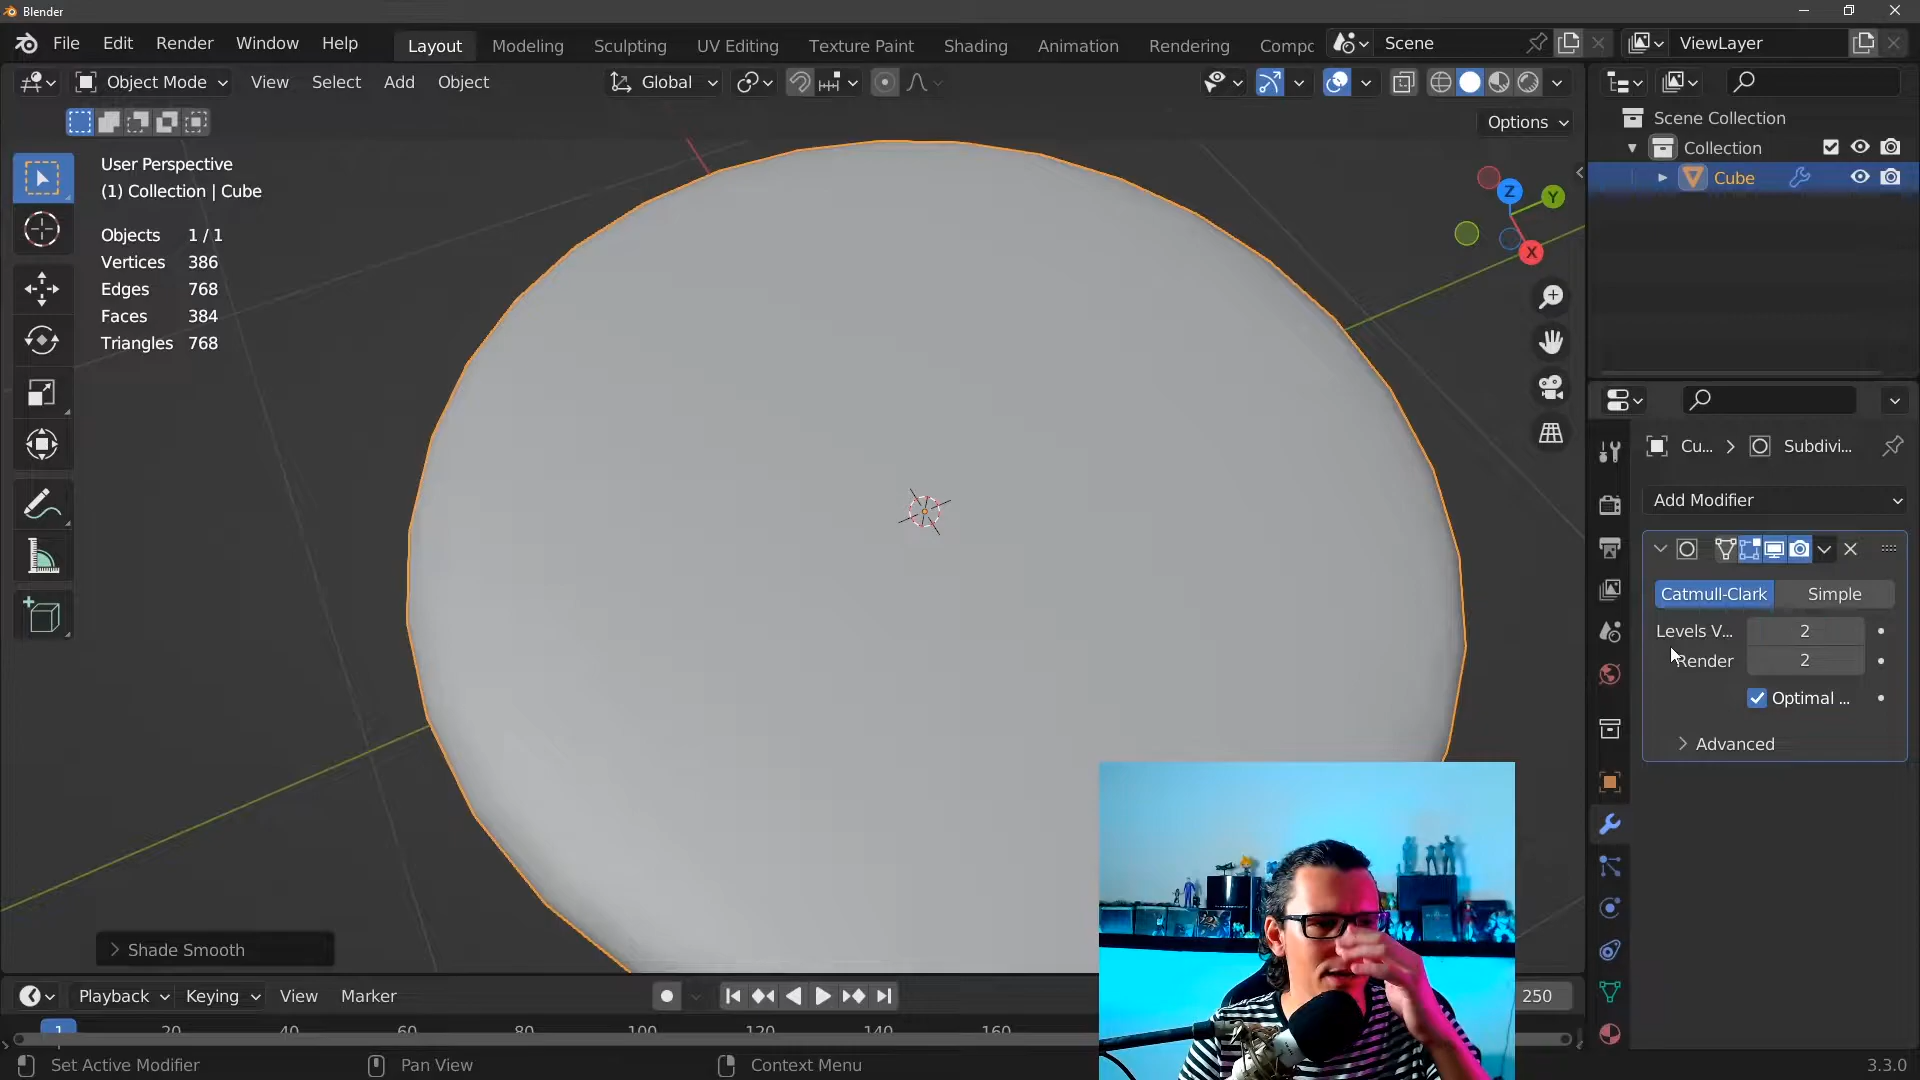 Blender
File Edit Render Window Help Layout Modeling Sculpting UV Editing Texture Paint Shading Animation Rendering Compc Scene ViewLayer
Object Mode View Select Add Object Global
Options
User Perspective
(1) Collection | Cube
Objects 1 / 1
Vertices 386
Edges 768
Faces 384
Triangles 768
Z
Y
X
Scene Collection
Collection
Cube
Cu... Subdivi...
Add Modifier
Catmull-Clark Simple
Levels V... 2
Render 2
Optimal ...
Advanced
Shade Smooth
Playback Keying View Marker 250
1 20 40 60 80 100 120 140 160
Set Active Modifier Pan View Context Menu 3.3.0